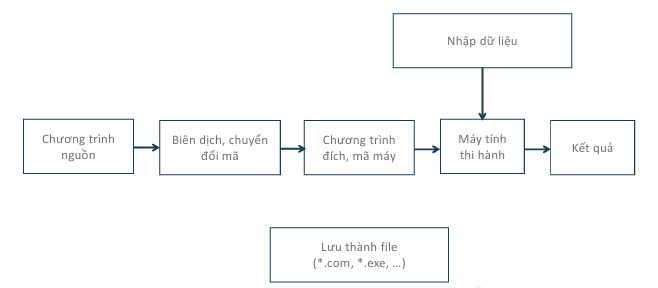 Nhập dữ liệu
Chương trình
nguồn
Biên dịch, chuyển
đổi mã
Chương trình
đích, mã máy
Máy tính
thi hành
Kết quả
Lưu thành file
(*.com, *.exe, ...)